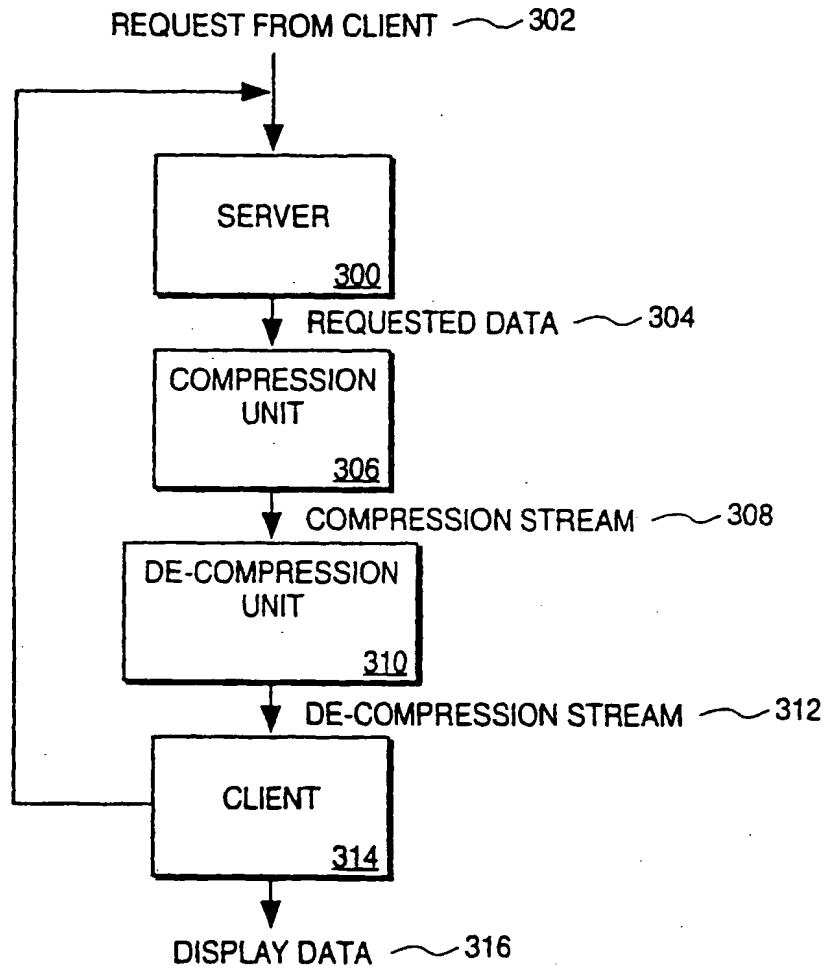 REQUEST FROM CLIENT 302
SERVER
300
REQUESTED DATA 304
COMPRESSION
UNIT
306
COMPRESSION STREAM 308
DE-COMPRESSION
UNIT
310
DE-COMPRESSION STREAM 312
CLIENT
314
DISPLAY DATA 316